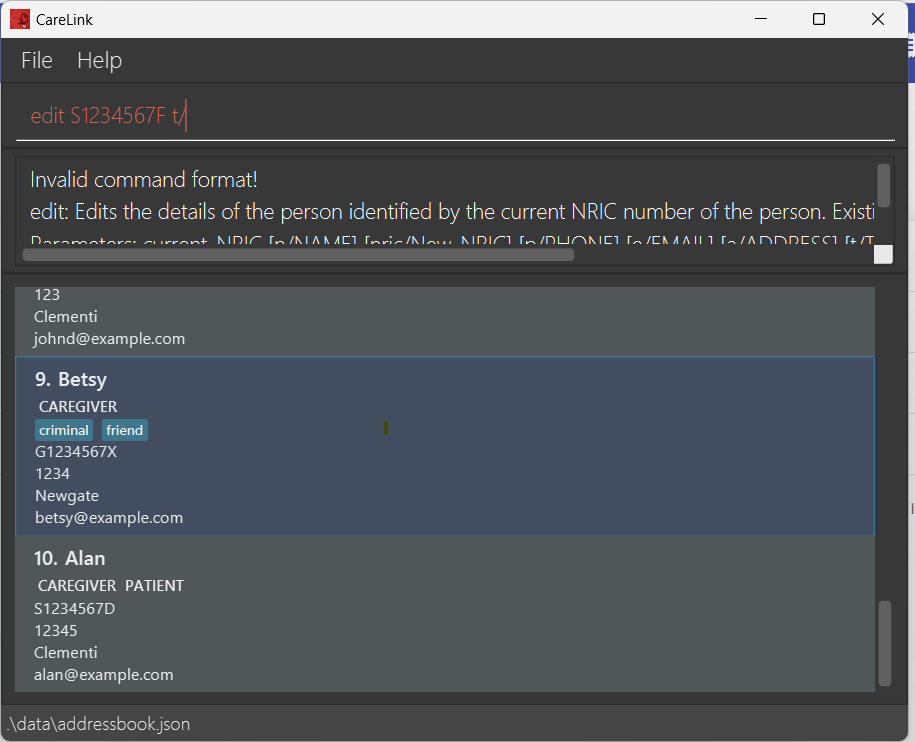 CareLink
File Help
edit S1234567F t/
Invalid command format!
edit: Edits the details of the person identified by the current NRIC number of the person. Existi
Parameters: current_NRIC [n/NAME] [nric/New_NRIC] [p/PHONE] [e/EMAIL] [a/ADDRESS] [t/T
123
Clementi
johnd@example.com
9. Betsy
CAREGIVER
criminal friend
G1234567X
1234
Newgate
betsy@example.com
10. Alan
CAREGIVER PATIENT
S1234567D
12345
Clementi
alan@example.com
.\data\addressbook.json